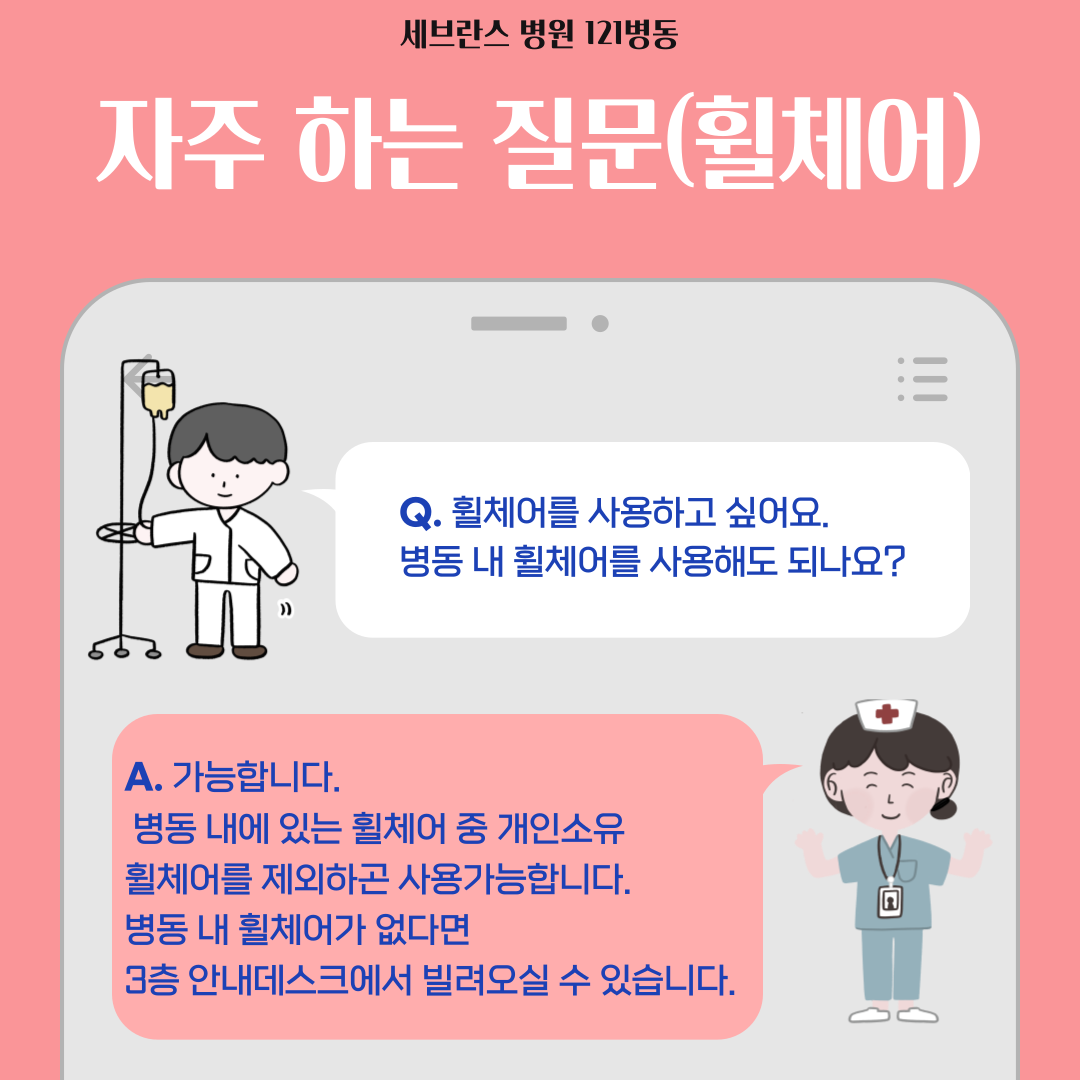 세브란스 병원 121병동
자주 하는 질문(휠체어)
Q. 휠체어를 사용하고 싶어요.
병동 내 휠체어를 사용해도 되나요?
A. 가능합니다.
병동 내에 있는 휠체어 중 개인소유
휠체어를 제외하곤 사용가능합니다.
병동 내 휠체어가 없다면
3층 안내데스크에서 빌려오실 수 있습니다.